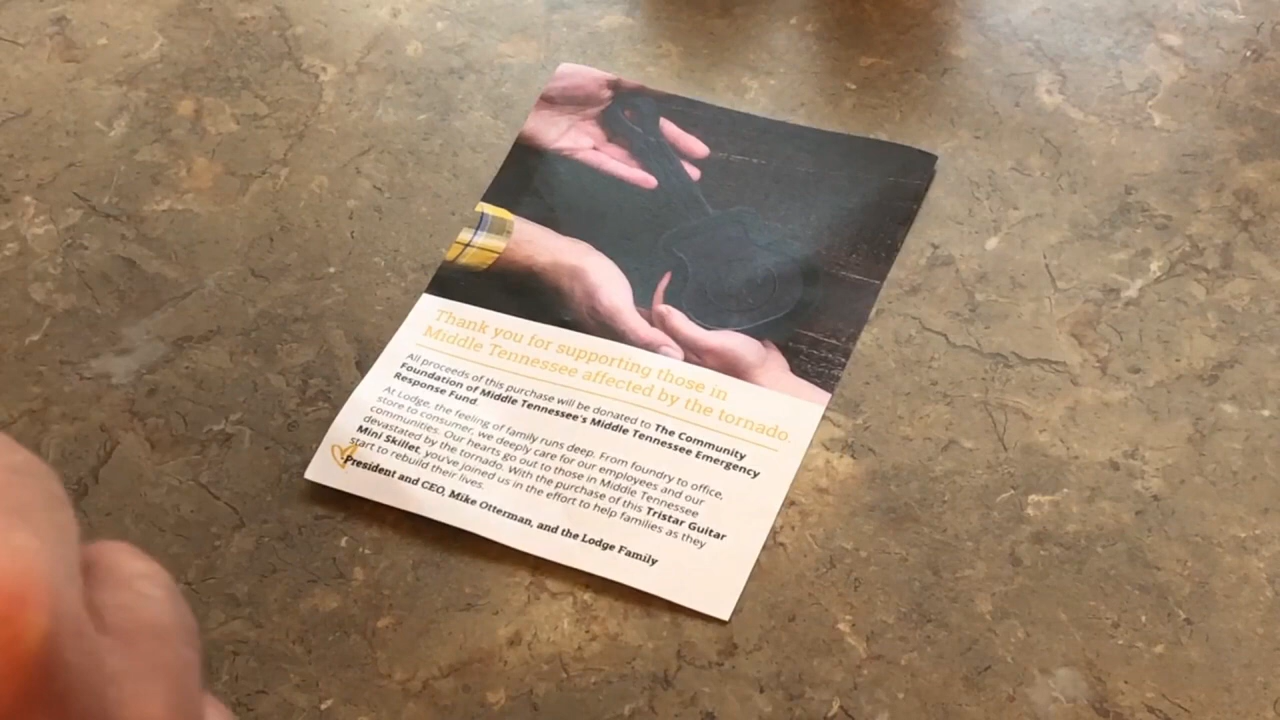 Thank you for supporting those in
Middle Tennessee affected by the tornado.
All proceeds of this purchase will be donated to The Community
Foundation of Middle Tennessee's Middle Tennessee Emergency
Response Fund.
At Lodge, the feeling of family runs deep. From foundry to office,
store to consumer, we deeply care for our employees and our
communities. Our hearts go out to those in Middle Tennessee
devastated by the tornado. With the purchase of this Tristar Guitar
Mini Skillet, you've joined us in the effort to help families as they
start to rebuild their lives.
-President and CEO, Mike Otterman, and the Lodge Family